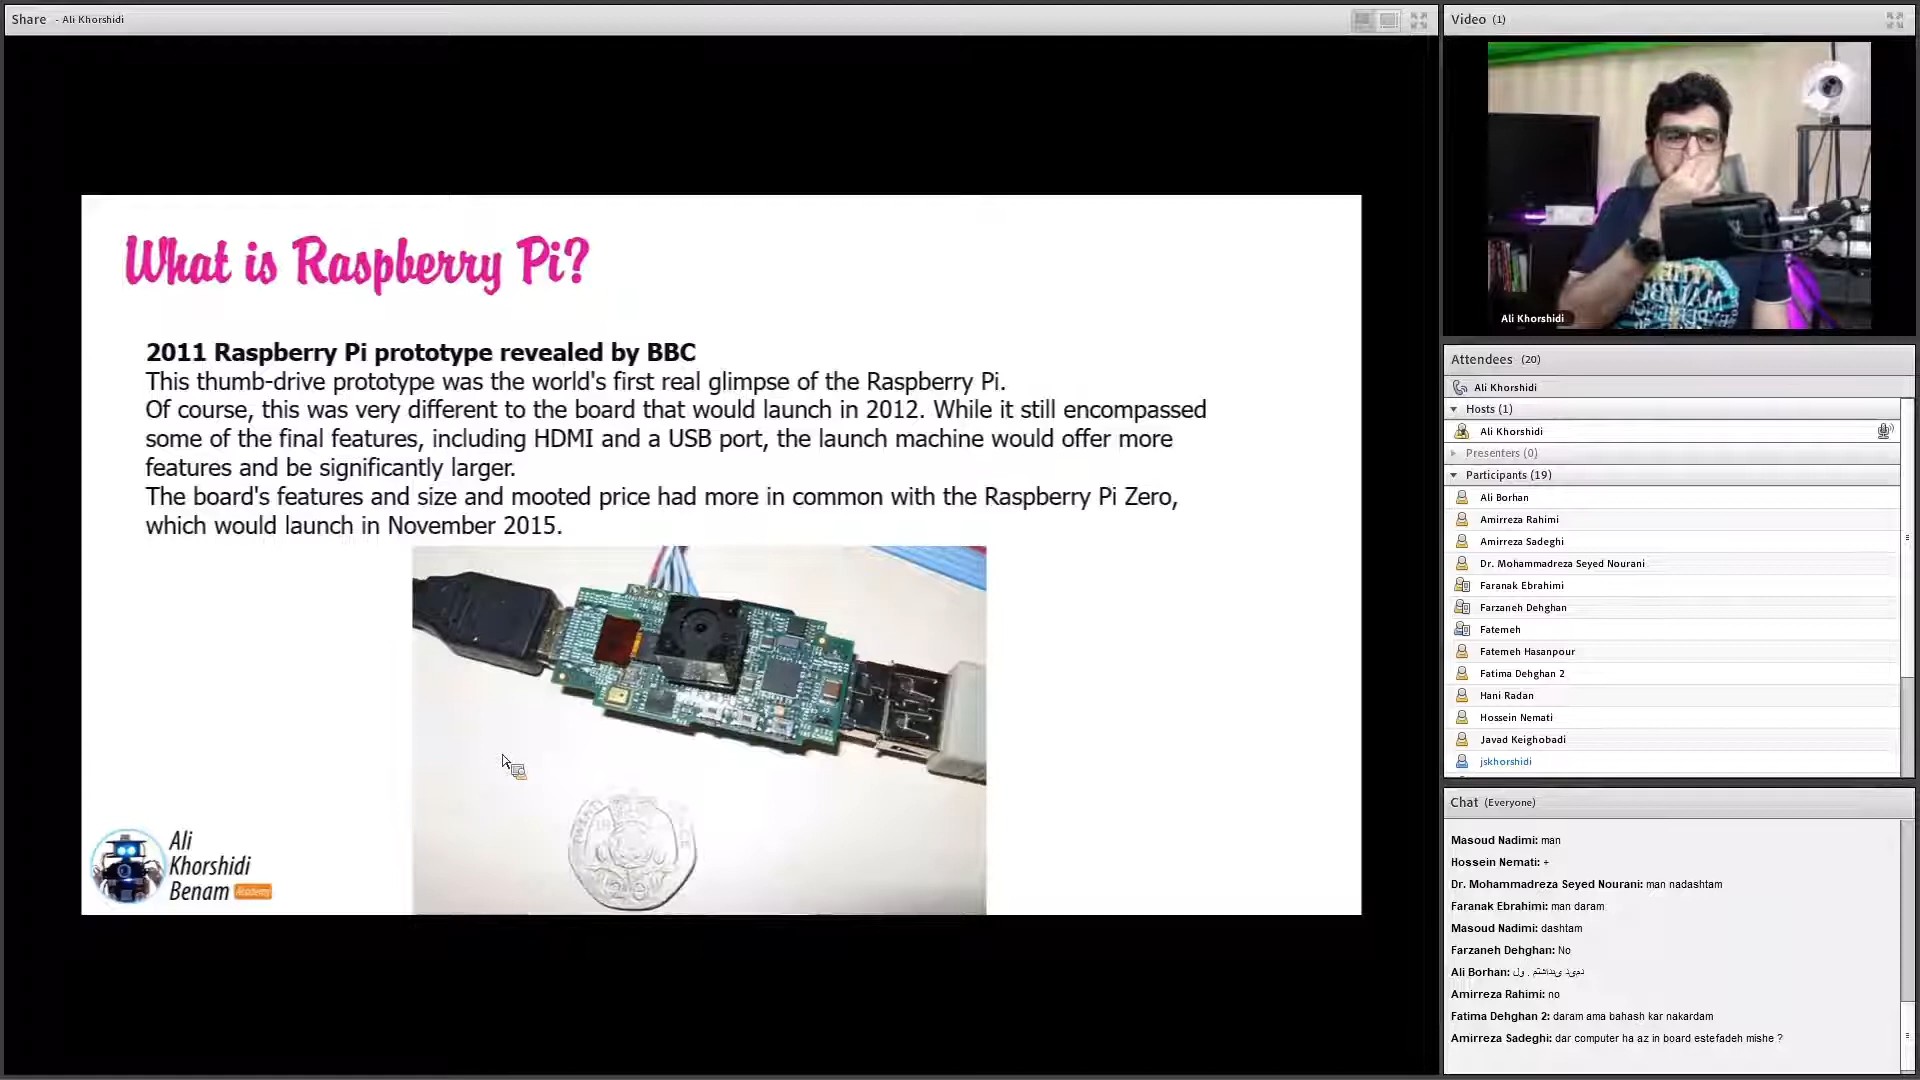 Share - Ali Khorshidi
What is Raspberry Pi?
2011 Raspberry Pi prototype revealed by BBC
This thumb-drive prototype was the world's first real glimpse of the Raspberry Pi.
Of course, this was very different to the board that would launch in 2012. While it still encompassed
some of the final features, including HDMI and a USB port, the launch machine would offer more
features and be significantly larger.
The board's features and size and mooted price had more in common with the Raspberry Pi Zero,
which would launch in November 2015.
Ali
Khorshidi
Benam Academy
Video (1)
Ali Khorshidi
Attendees (20)
Ali Khorshidi
Hosts (1)
Ali Khorshidi
Presenters (0)
Participants (19)
Ali Borhan
Amirreza Rahimi
Amirreza Sadeghi
Dr. Mohammadreza Seyed Nourani
Faranak Ebrahimi
Farzaneh Dehghan
Fatemeh
Fatemeh Hasanpour
Fatima Dehghan 2
Hani Radan
Hossein Nemati
Javad Keighobadi
jskhorshidi
Chat (Everyone)
Masoud Nadimi: man
Hossein Nemati: +
Dr. Mohammadreza Seyed Nourani: man nadashtam
Faranak Ebrahimi: man daram
Masoud Nadimi: dashtam
Farzaneh Dehghan: No
Ali Borhan:
Amirreza Rahimi: no
Fatima Dehghan 2: daram ama bahash kar nakardam
Amirreza Sadeghi: dar computer ha az in board estefadeh mishe ?